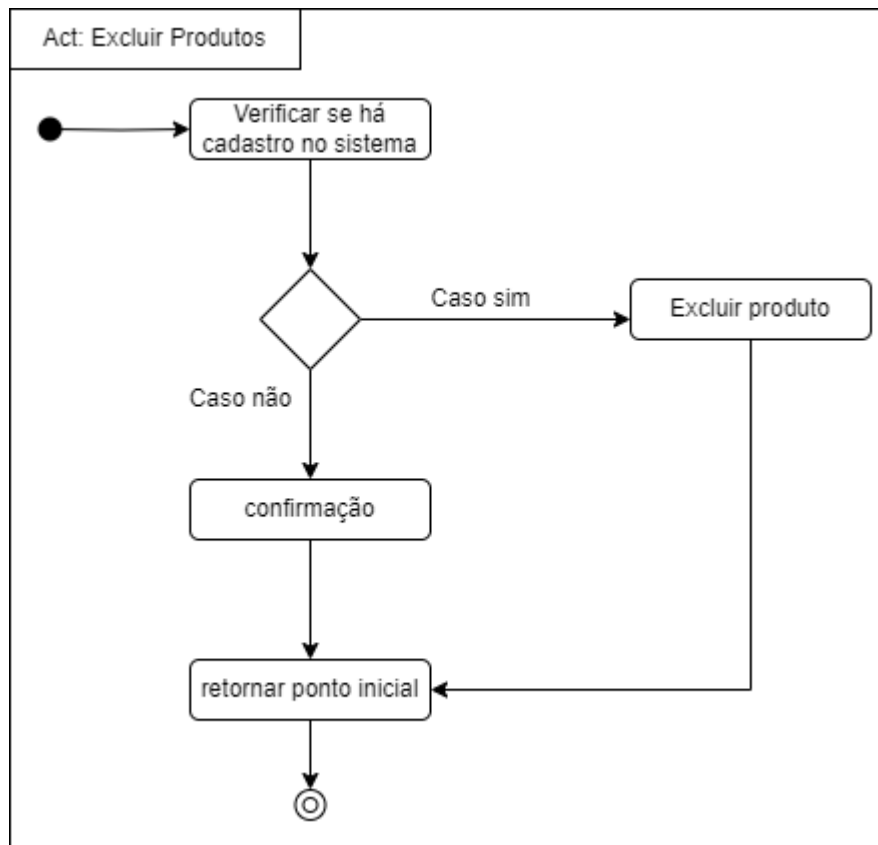 Act: Excluir Produtos
Verificar se há
cadastro no sistema
Caso sim
Excluir produto
Caso não
confirmação
retornar ponto inicial